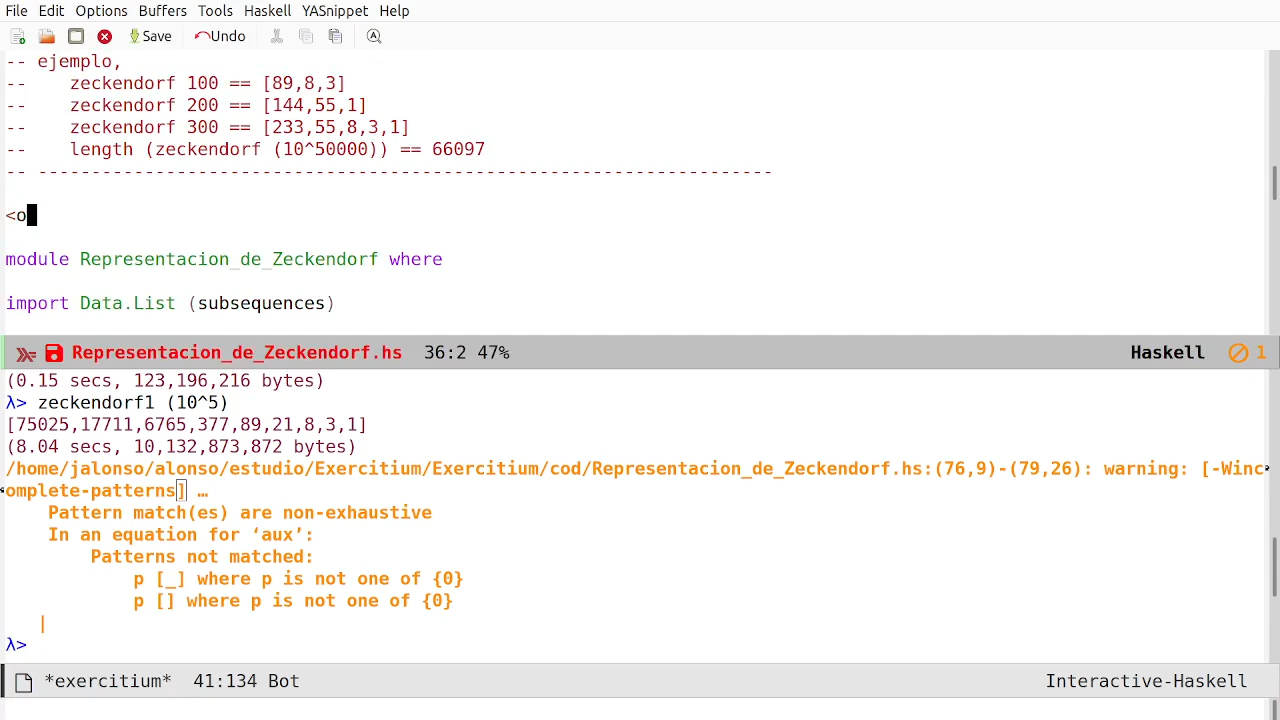 File Edit Options Buffers Tools Haskell YASnippet Help
Save Undo
-- ejemplo,
--    zeckendorf 100 == [89,8,3]
--    zeckendorf 200 == [144,55,1]
--    zeckendorf 300 == [233,55,8,3,1]
--    length (zeckendorf (10^50000)) == 66097
-- ---------------------------------------------------------------------
<o
module Representacion_de_Zeckendorf where
import Data.List (subsequences)
Representacion_de_Zeckendorf.hs 36:2 47% Haskell 1
(0.15 secs, 123,196,216 bytes)
λ> zeckendorf1 (10^5)
[75025,17711,6765,377,89,21,8,3,1]
(8.04 secs, 10,132,873,872 bytes)
/home/jalonso/alonso/estudio/Exercitium/Exercitium/cod/Representacion_de_Zeckendorf.hs:(76,9)-(79,26): warning: [-Winc
omplete-patterns] …
    Pattern match(es) are non-exhaustive
    In an equation for ‘aux’:
        Patterns not matched:
            p [_] where p is not one of {0}
            p [] where p is not one of {0}
   |
λ>
*exercitium* 41:134 Bot Interactive-Haskell